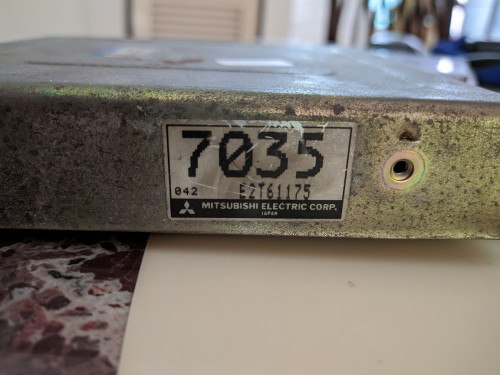 7035
042 E2T61175
MITSUBISHI ELECTRIC CORP.
JAPAN